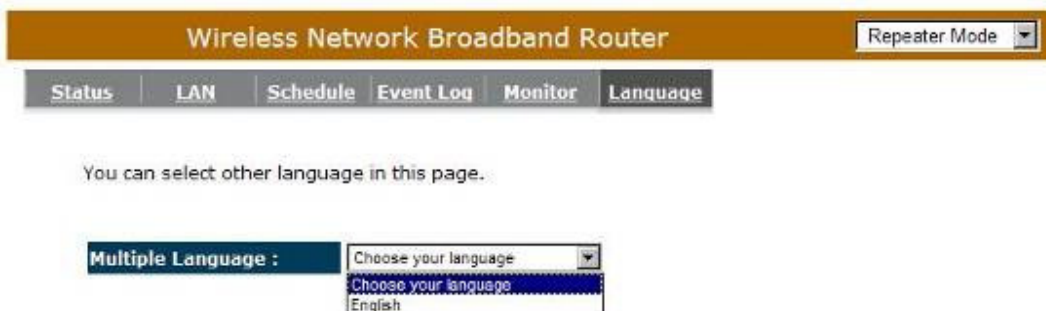 Wireless Network Broadband Router
Repeater Mode
Status LAN Schedule Event Log Monitor Language
You can select other language in this page.
Multiple Language : Choose your language
Choose your language
English